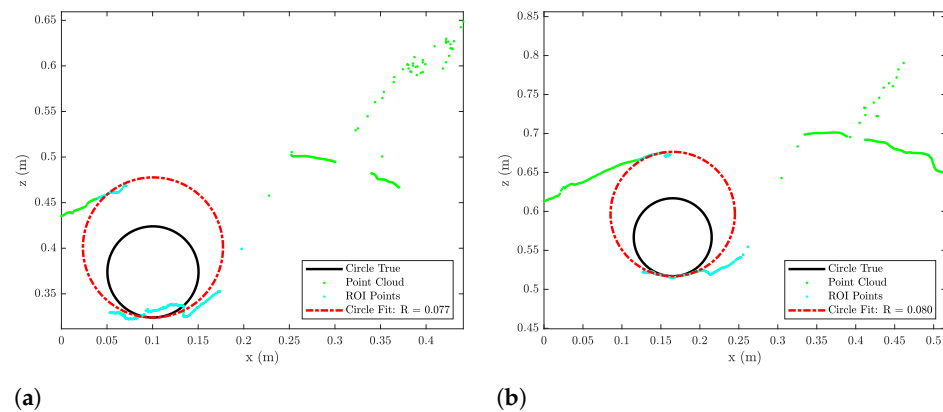 0.65
0.6
0.55
0.5
0.45
0.4
0.35
z (m)
0 0.05 0.1 0.15 0.2 0.25 0.3 0.35 0.4
x (m)
Circle True
Point Cloud
ROI Points
Circle Fit: R = 0.077
(a)
0.85
0.8
0.75
0.7
0.65
0.6
0.55
0.5
0.45
z (m)
0 0.05 0.1 0.15 0.2 0.25 0.3 0.35 0.4 0.45 0.5
x (m)
Circle True
Point Cloud
ROI Points
Circle Fit: R = 0.080
(b)